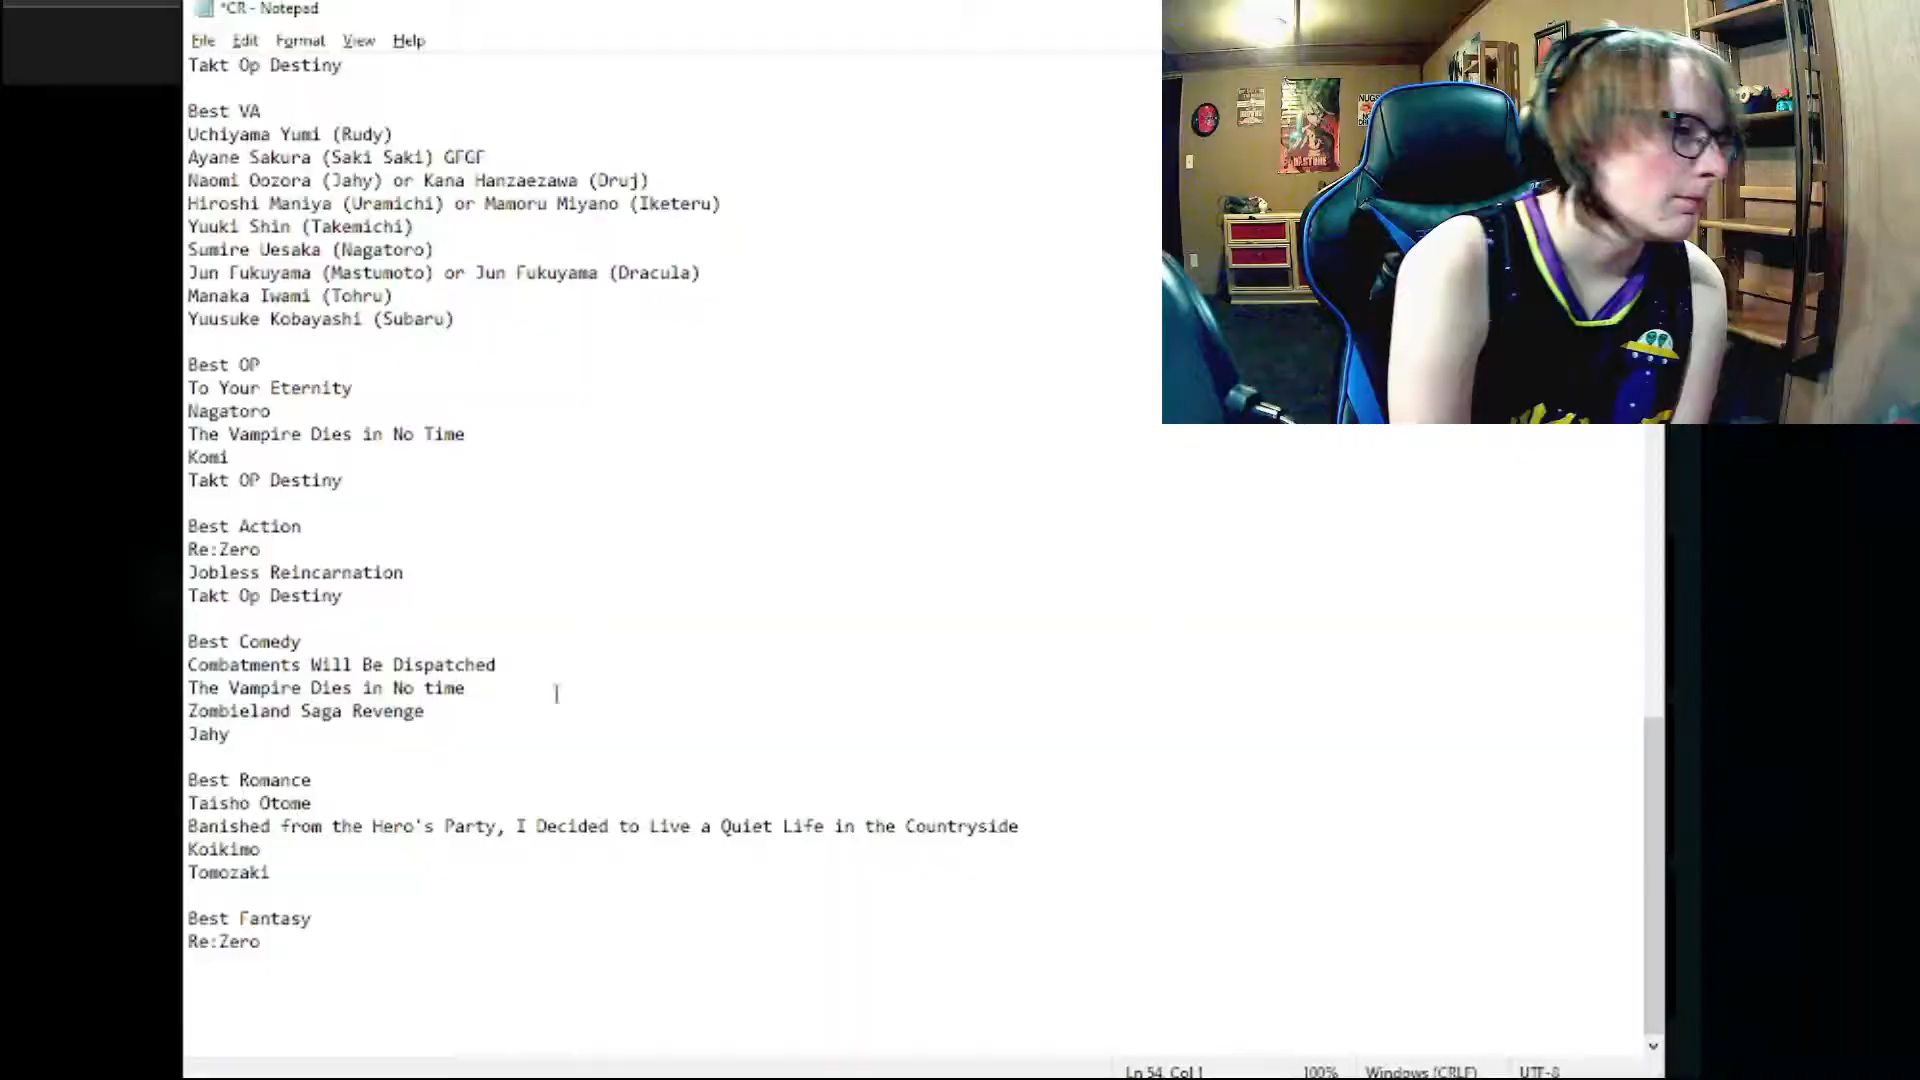 *CR - Notepad
File Edit Format View Help
Takt Op Destiny
Best VA
Uchiyama Yumi (Rudy)
Ayane Sakura (Saki Saki) GFGF
Naomi Oozora (Jahy) or Kana Hanzaezawa (Druj)
Hiroshi Maniya (Uramichi) or Mamoru Miyano (Iketeru)
Yuuki Shin (Takemichi)
Sumire Uesaka (Nagatoro)
Jun Fukuyama (Mastumoto) or Jun Fukuyama (Dracula)
Manaka Iwami (Tohru)
Yuusuke Kobayashi (Subaru)
Best OP
To Your Eternity
Nagatoro
The Vampire Dies in No Time
Komi
Takt OP Destiny
Best Action
Re:Zero
Jobless Reincarnation
Takt Op Destiny
Best Comedy
Combatments Will Be Dispatched
The Vampire Dies in No time
Zombieland Saga Revenge
Jahy
Best Romance
Taisho Otome
Banished from the Hero's Party, I Decided to Live a Quiet Life in the Countryside
Koikimo
Tomozaki
Best Fantasy
Re:Zero
Ln 54, Col 1 100% Windows (CRLF) UTF-8